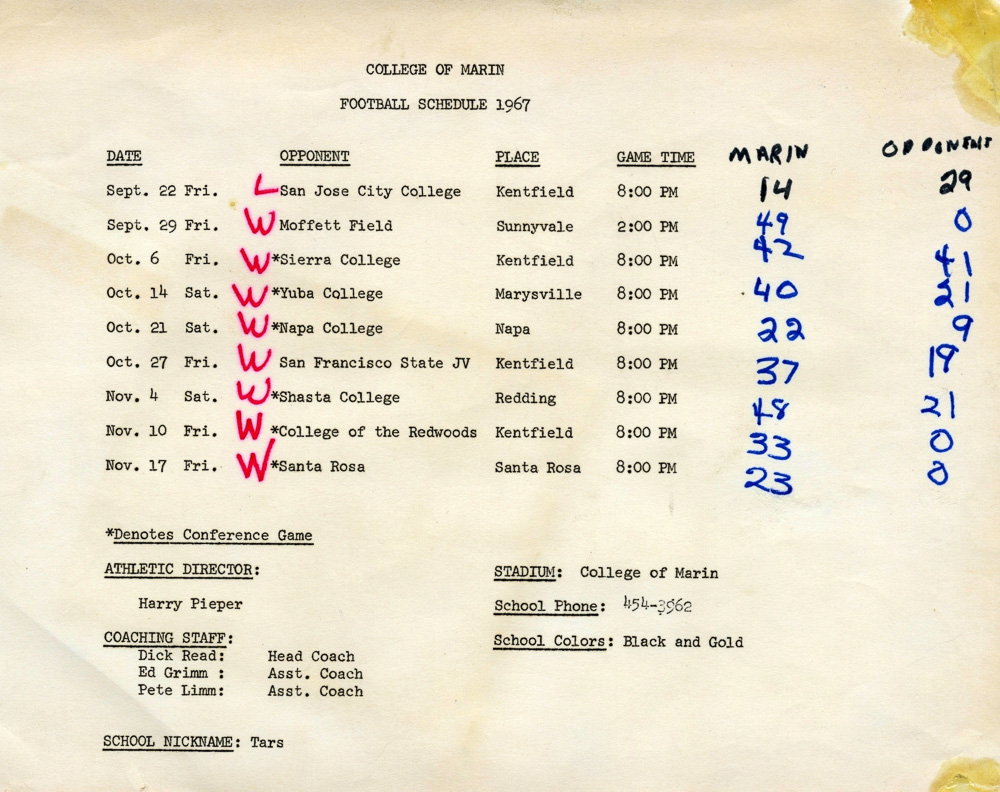 COLLEGE OF MARIN
FOOTBALL SCHEDULE 1967
DATE OPPONENT PLACE GAME TIME MARIN OPPONENT
Sept. 22 Fri. L San Jose City College Kentfield 8:00 PM 14 29
Sept. 29 Fri. W Moffett Field Sunnyvale 2:00 PM 49 0
Oct. 6 Fri. W *Sierra College Kentfield 8:00 PM 42 41
Oct. 14 Sat. W *Yuba College Marysville 8:00 PM 40 21
Oct. 21 Sat. W *Napa College Napa 8:00 PM 22 9
Oct. 27 Fri. W San Francisco State JV Kentfield 8:00 PM 37 19
Nov. 4 Sat. W *Shasta College Redding 8:00 PM 48 21
Nov. 10 Fri. W *College of the Redwoods Kentfield 8:00 PM 33 0
Nov. 17 Fri. W *Santa Rosa Santa Rosa 8:00 PM 23 0
*Denotes Conference Game
ATHLETIC DIRECTOR:
Harry Pieper
COACHING STAFF:
Dick Read: Head Coach
Ed Grimm : Asst. Coach
Pete Limm: Asst. Coach
SCHOOL NICKNAME: Tars
STADIUM: College of Marin
School Phone: 454-3962
School Colors: Black and Gold